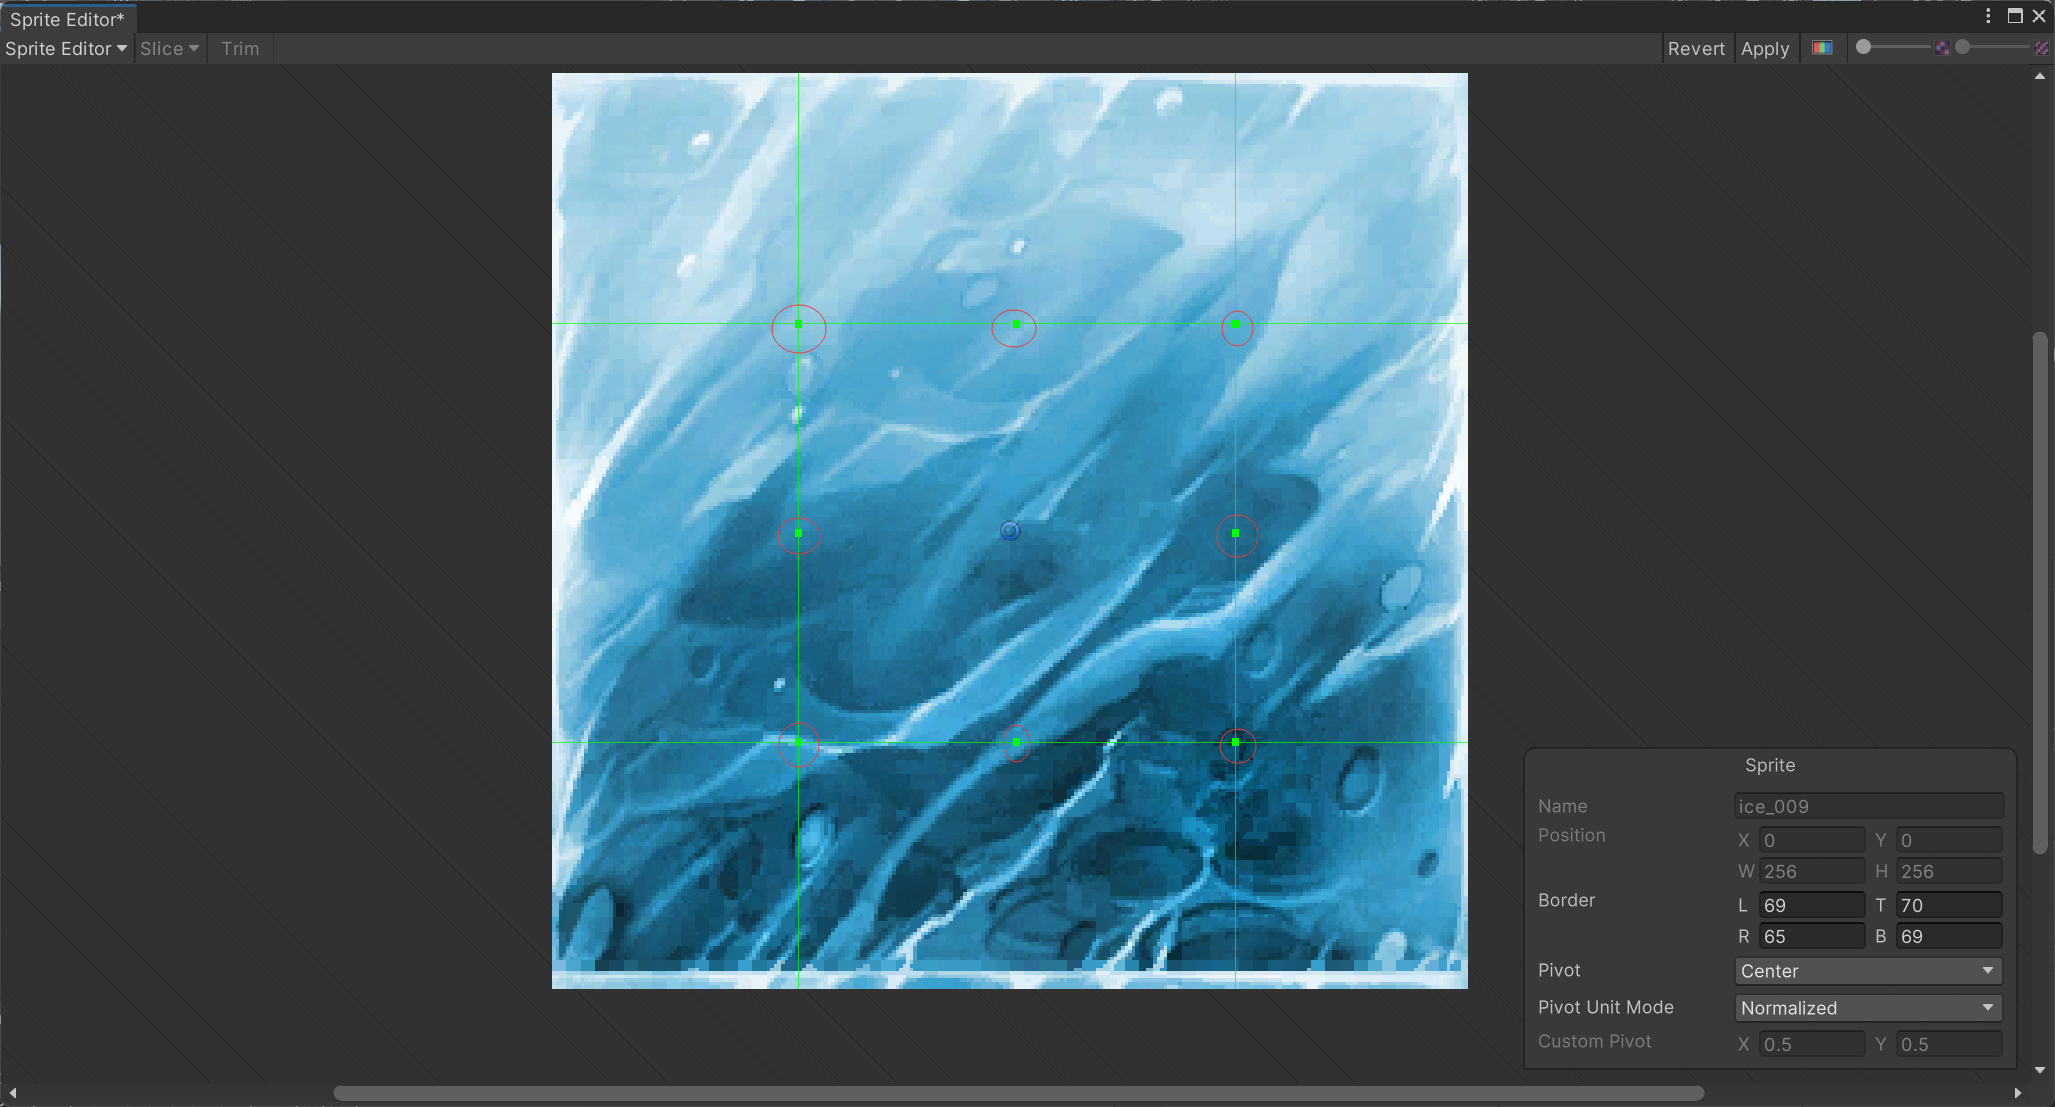 Sprite Editor*
Sprite Editor Slice Trim Revert Apply
Sprite
Name ice_009
Position X 0 Y 0
W 256 H 256
Border L 69 T 70
R 65 B 69
Pivot Center
Pivot Unit Mode Normalized
Custom Pivot X 0.5 Y 0.5